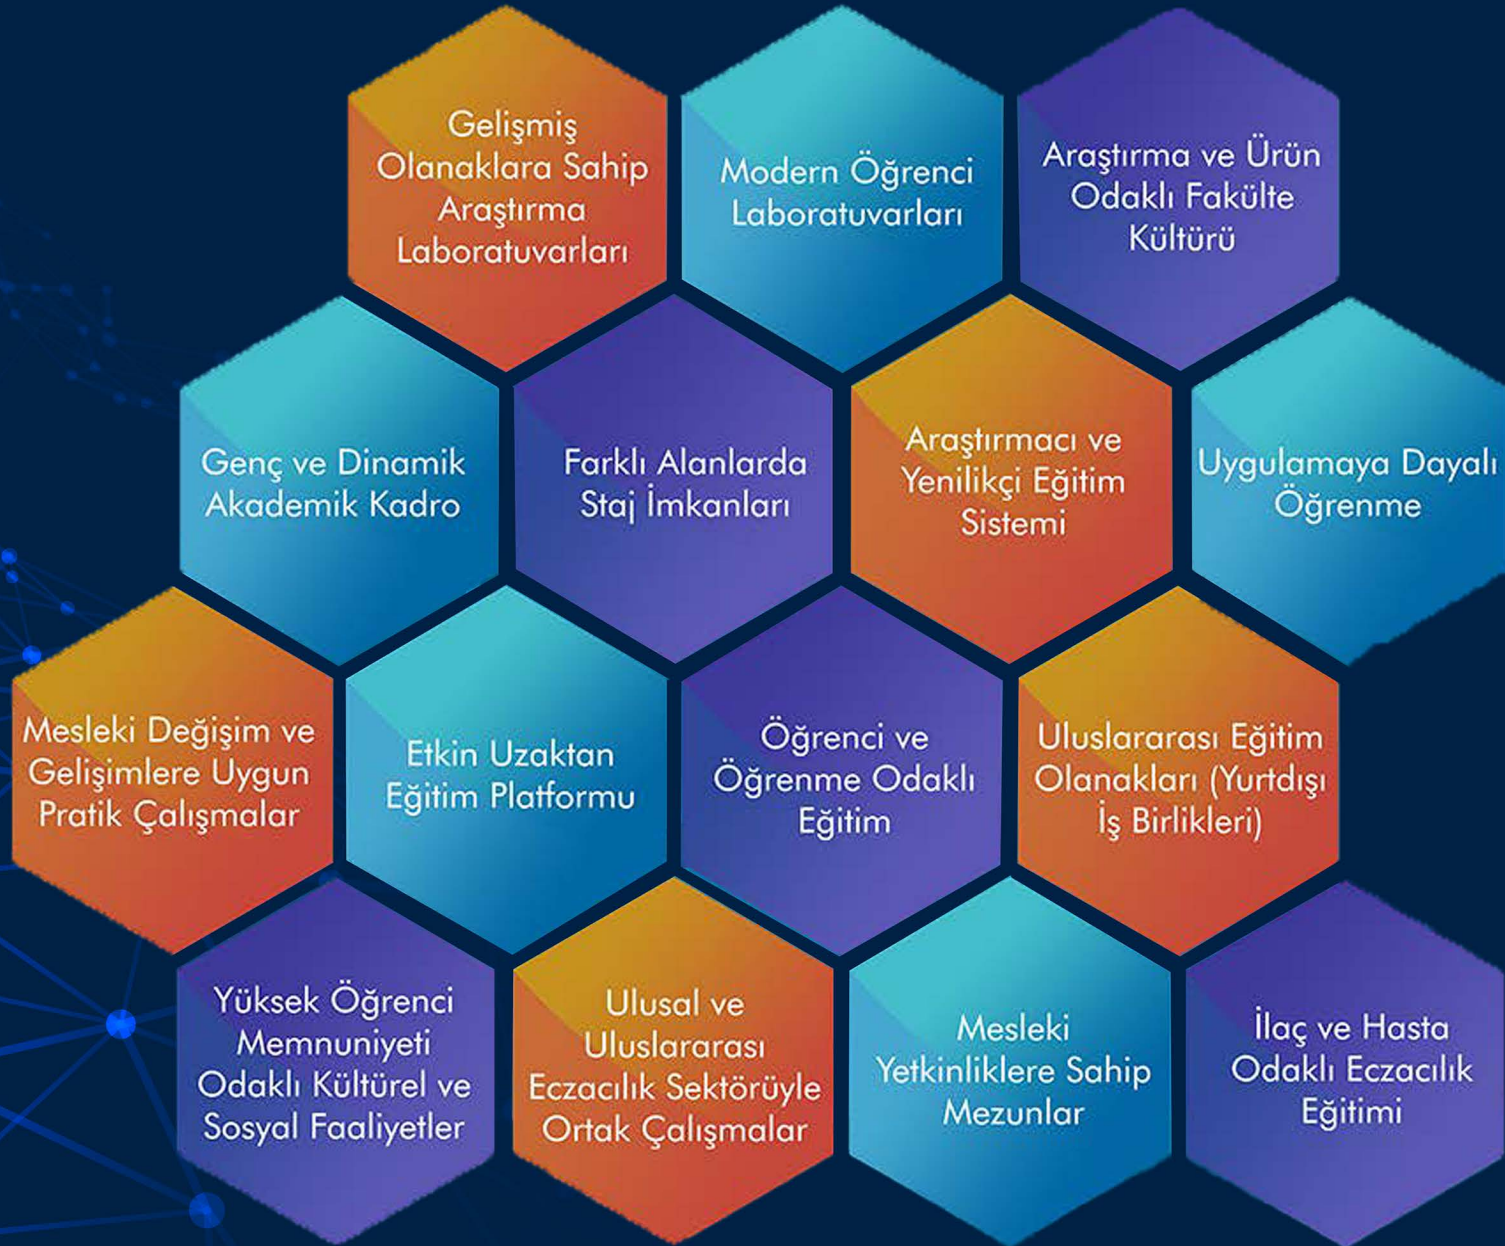 Gelişmiş
Olanaklara Sahip
Araştırma
Laboratuvarları
Modern Öğrenci
Laboratuvarları
Araştırma ve Ürün
Odaklı Fakülte
Kültürü
Genç ve Dinamik
Akademik Kadro
Farklı Alanlarda
Staj İmkanları
Araştırmacı ve
Yenilikçi Eğitim
Sistemi
Uygulamaya Dayalı
Öğrenme
Mesleki Değişim ve
Gelişimlere Uygun
Pratik Çalışmalar
Etkin Uzaktan
Eğitim Platformu
Öğrenci ve
Öğrenme Odaklı
Eğitim
Uluslararası Eğitim
Olanakları (Yurtdışı
İş Birlikleri)
Yüksek Öğrenci
Memnuniyeti
Odaklı Kültürel ve
Sosyal Faaliyetler
Ulusal ve
Uluslararası
Eczacılık Sektörüyle
Ortak Çalışmalar
Mesleki
Yetkinliklere Sahip
Mezunlar
İlaç ve Hasta
Odaklı Eczacılık
Eğitimi